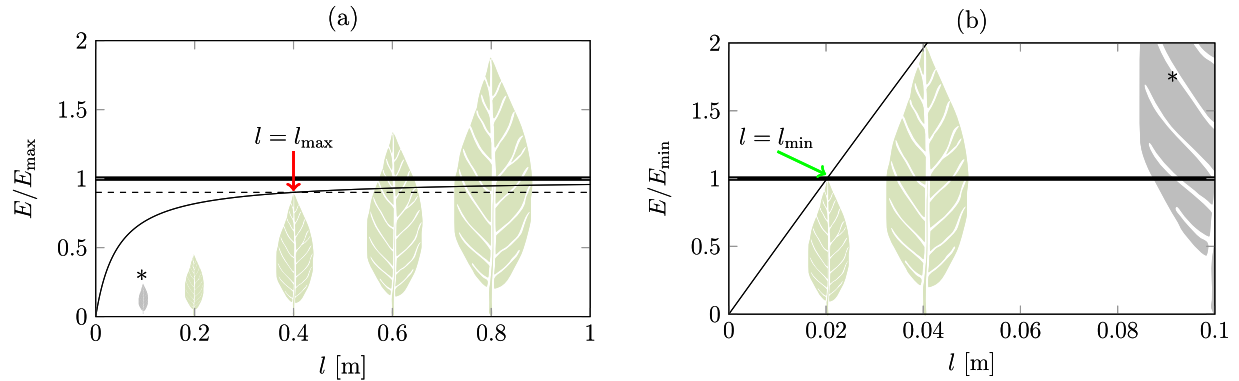 (a)
2
1.5
1
0.5
0
E/E_max
l = l_max
*
0 0.2 0.4 0.6 0.8 1
l [m]
(b)
2
1.5
1
0.5
0
E/E_min
*
l = l_min
0 0.02 0.04 0.06 0.08 0.1
l [m]